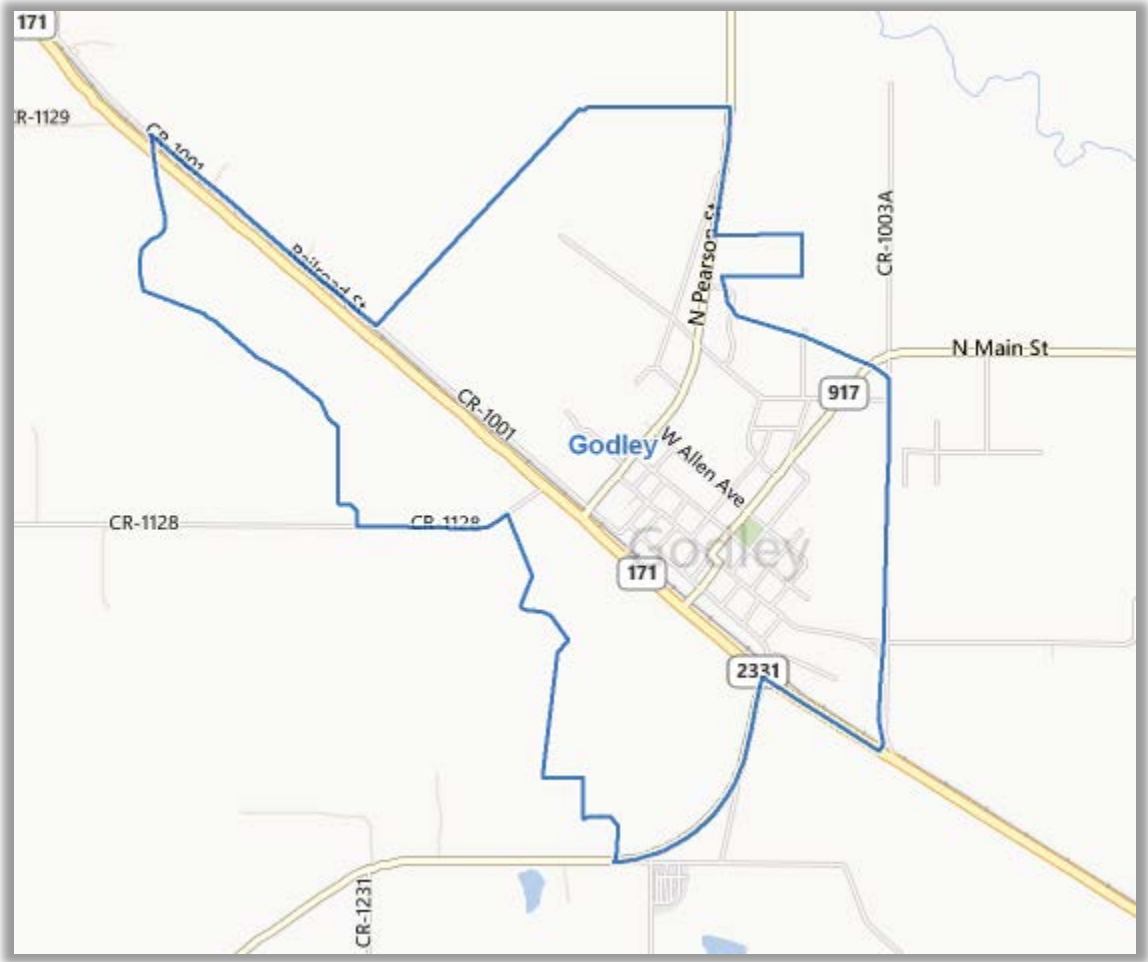 171
CR-1129
CR-1001
CR-1003A
Railroad St
N Pearson St
N Main St
917
CR-1001
Godley
W Allen Ave
CR-1128
CR-1128
Godley
171
2331
CR-1231